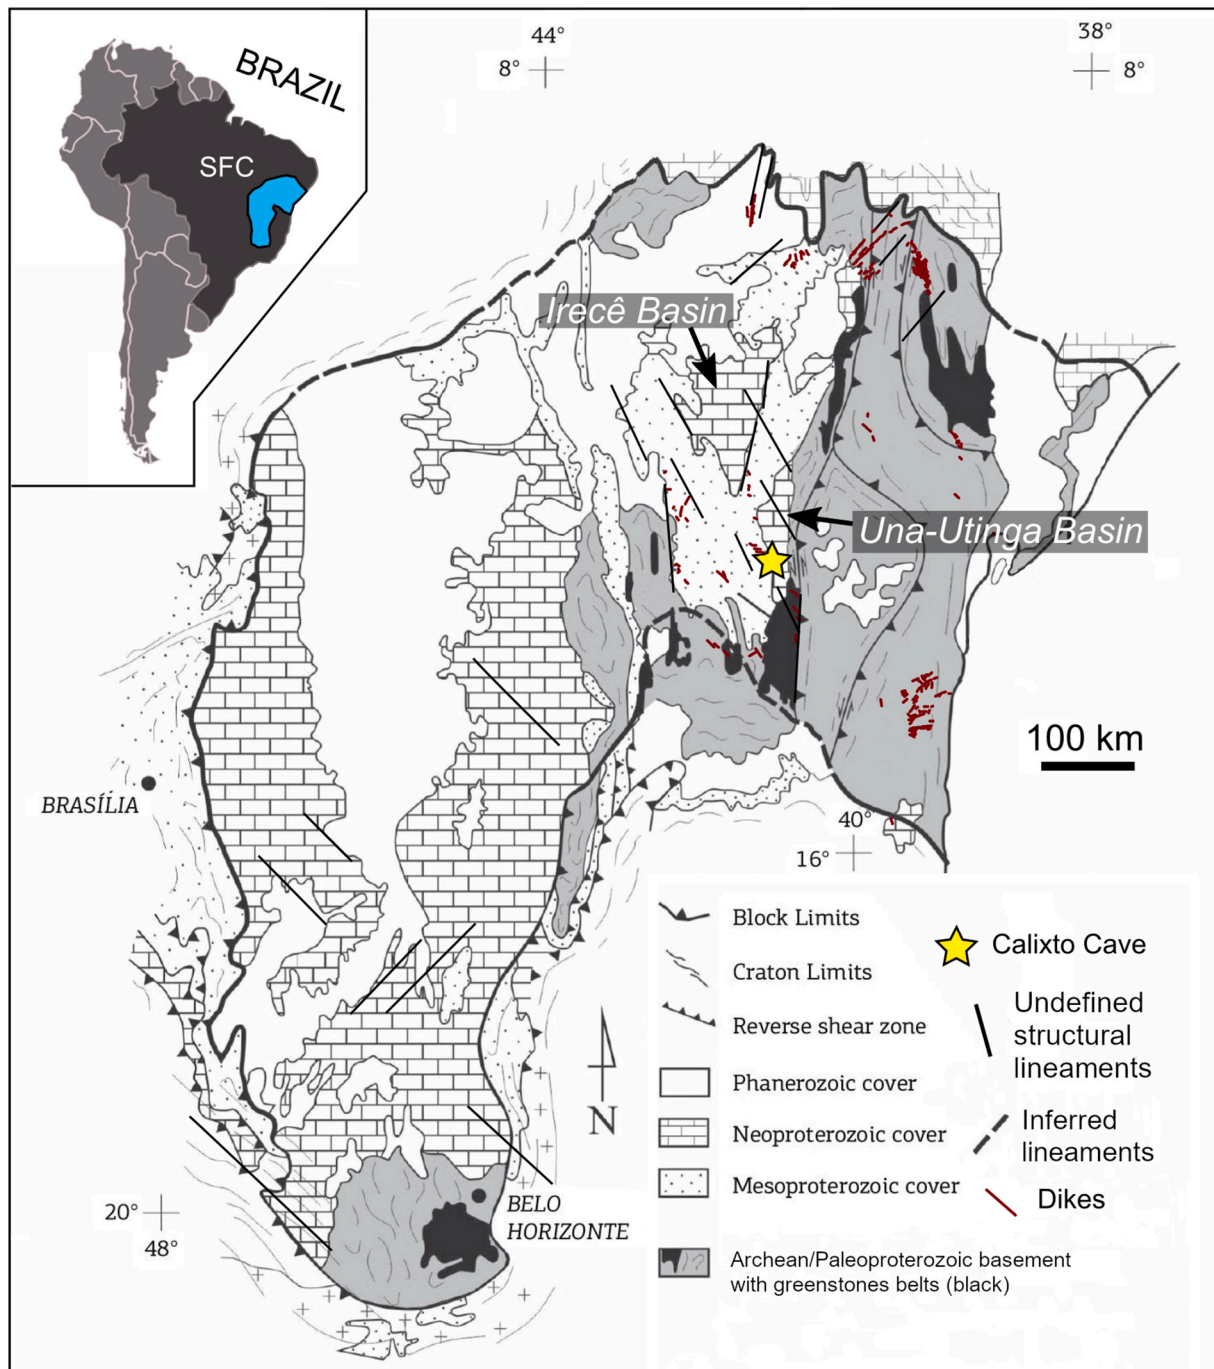 BRAZIL
SFC
44°
38°
8°
8°
Irecê Basin
Una-Utinga Basin
100 km
BRASÍLIA
40°
16°
Block Limits
Craton Limits
Reverse shear zone
Phanerozoic cover
Neoproterozoic cover
Mesoproterozoic cover
Archean/Paleoproterozoic basement
with greenstones belts (black)
Calixto Cave
Undefined
structural
lineaments
Inferred
lineaments
Dikes
N
BELO
HORIZONTE
20°
48°